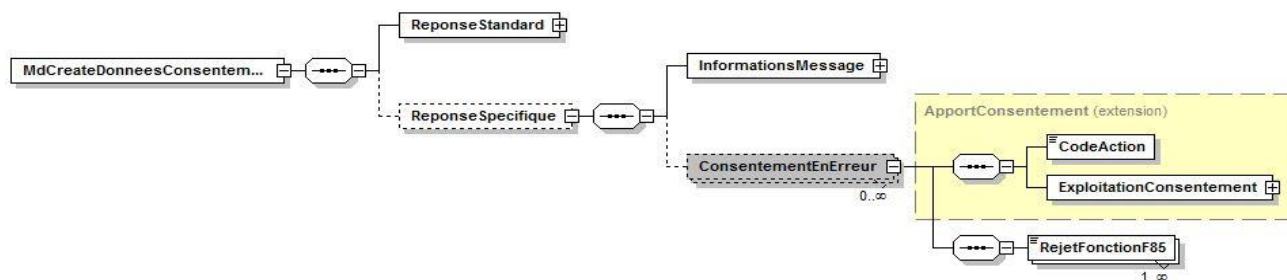 ReponseStandard
MdCreateDonneesConsentem...
InformationsMessage
ReponseSpecifique
ApportConsentement (extension)
CodeAction
ConsentementEnErreur
ExploitationConsentement
0..∞
RejetFonctionF85
1..∞